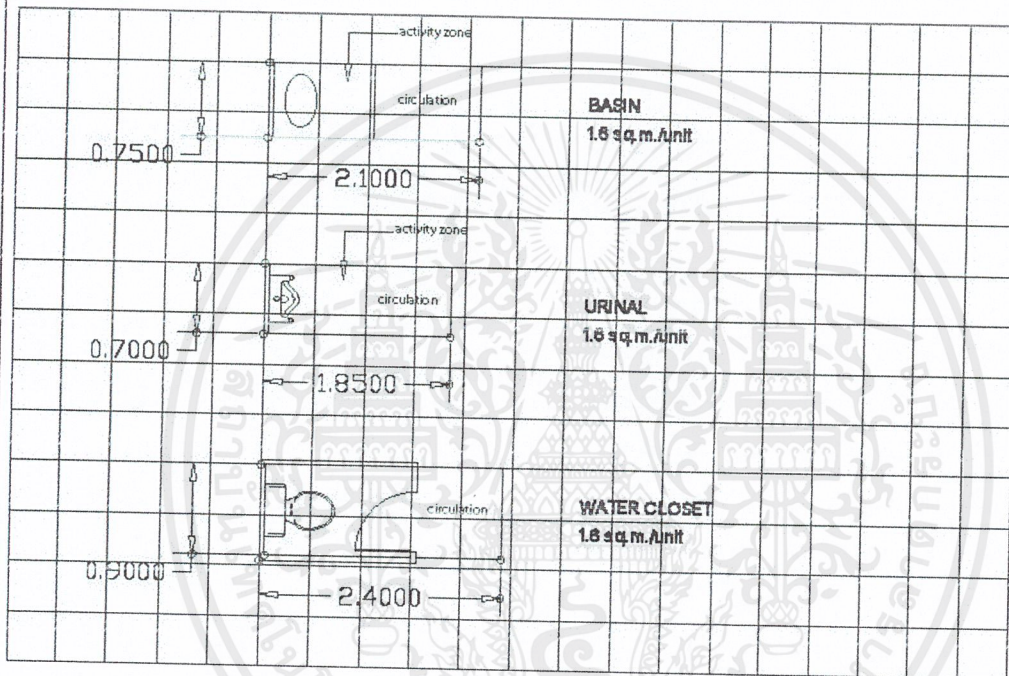 activity zone
circulation
BASIN
1.6 sq.m./unit
0.7500
2.1000
activity zone
circulation
URINAL
1.6 sq.m./unit
0.7000
1.8500
circulation
WATER CLOSET
1.6 sq.m./unit
0.9000
2.4000